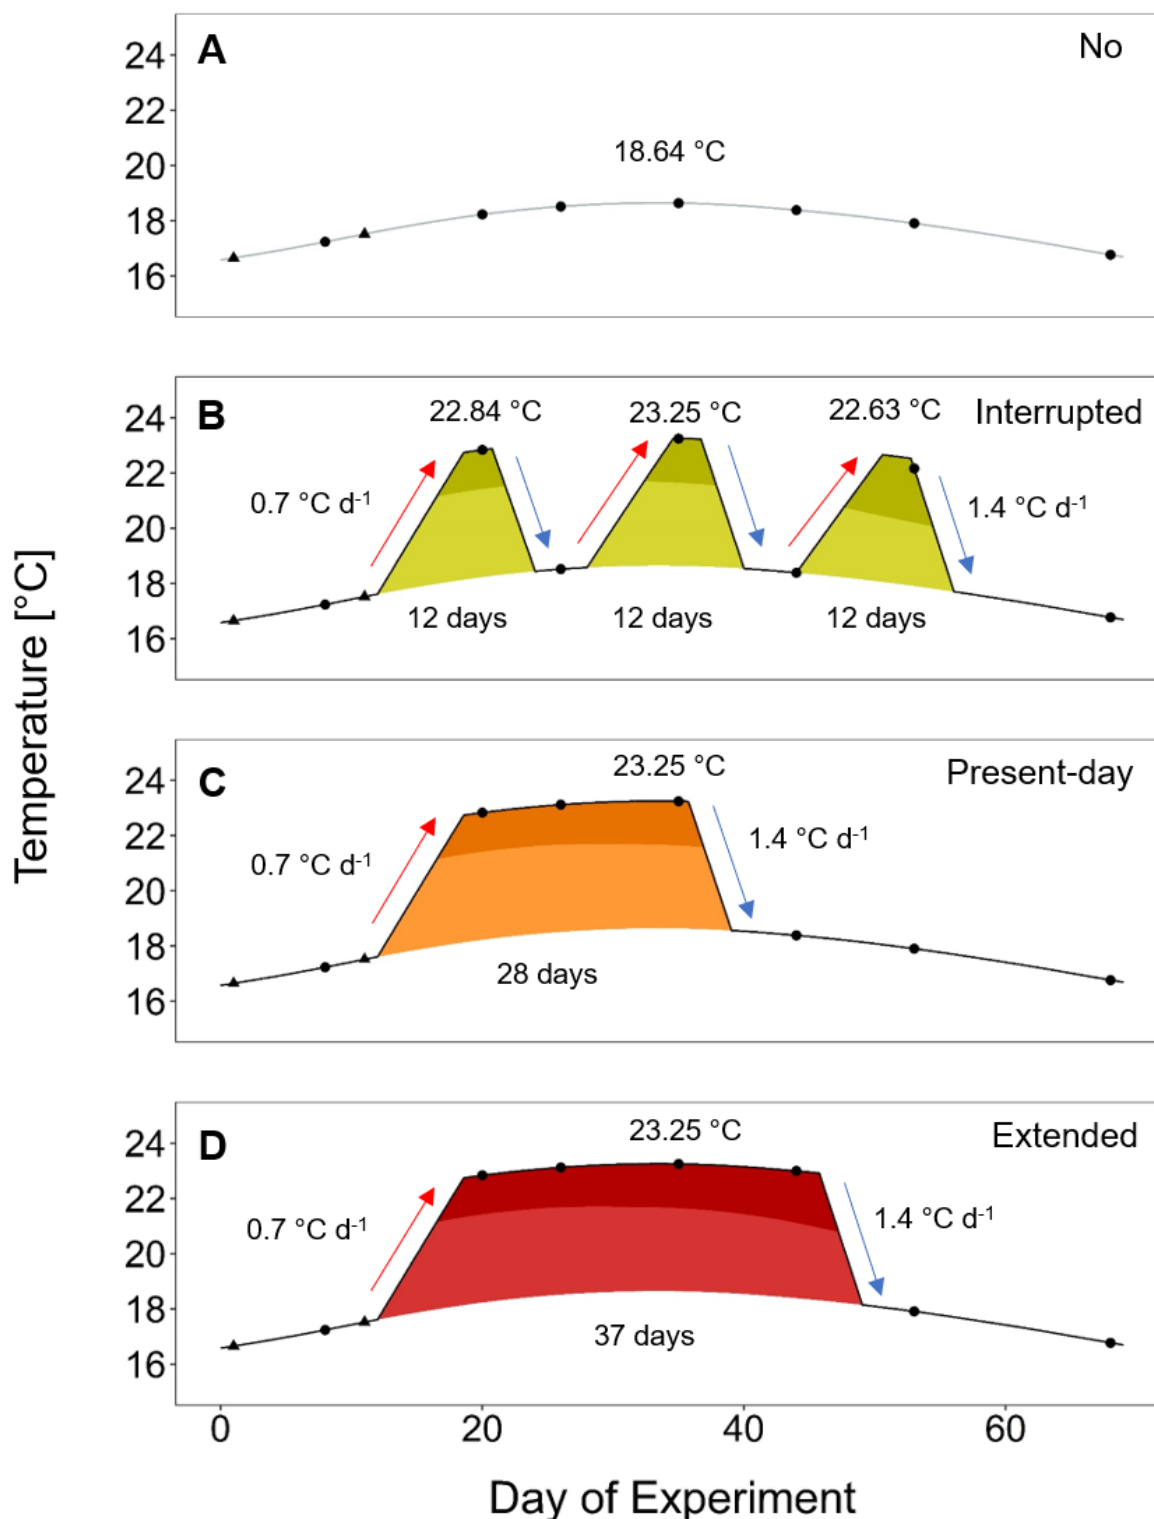 A
No
24
22
20
18
16
18.64 °C
B
Interrupted
24
22
20
18
16
22.84 °C
23.25 °C
22.63 °C
0.7 °C d-1
1.4 °C d-1
12 days
12 days
12 days
C
Present-day
24
22
20
18
16
23.25 °C
0.7 °C d-1
1.4 °C d-1
28 days
D
Extended
24
22
20
18
16
23.25 °C
0.7 °C d-1
1.4 °C d-1
37 days
0
20
40
60
Temperature [°C]
Day of Experiment